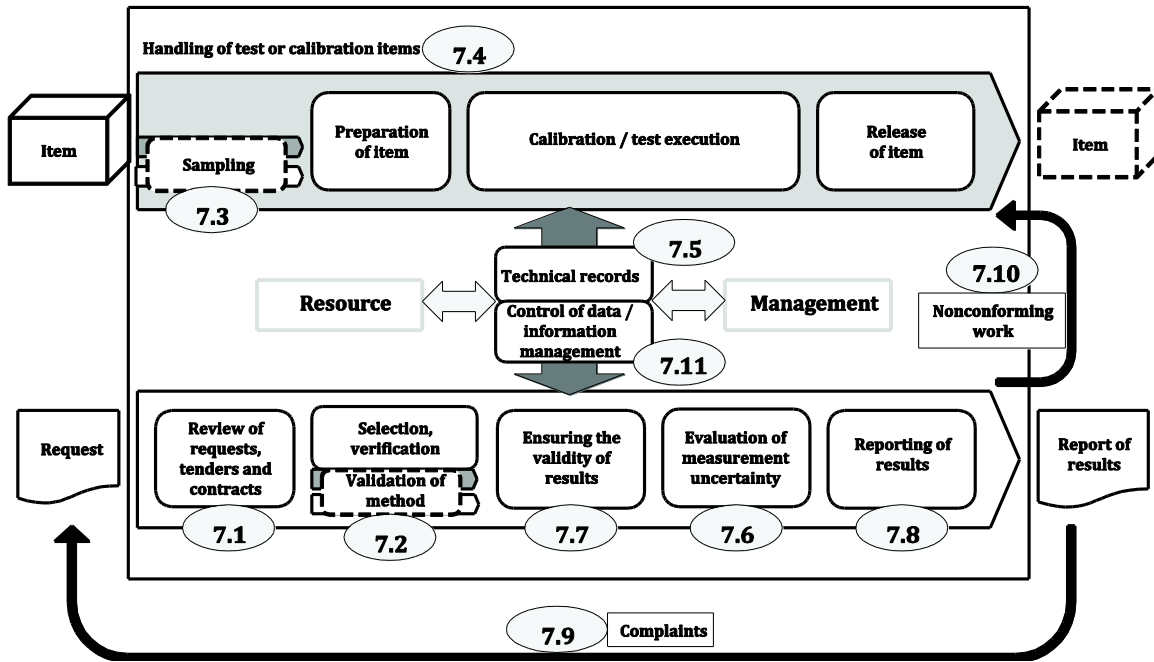 Handling of test or calibration items
7.4
Item
Sampling
7.3
Preparation
of item
Calibration / test execution
Release
of item
Item
7.5
Technical records
Resource
Management
Control of data /
information
management
7.11
7.10
Nonconforming
work
Request
Review of
requests,
tenders and
contracts
7.1
Selection,
verification
Validation of
method
7.2
Ensuring the
validity of
results
7.7
Evaluation of
measurement
uncertainty
7.6
Reporting of
results
7.8
Report of
results
7.9
Complaints